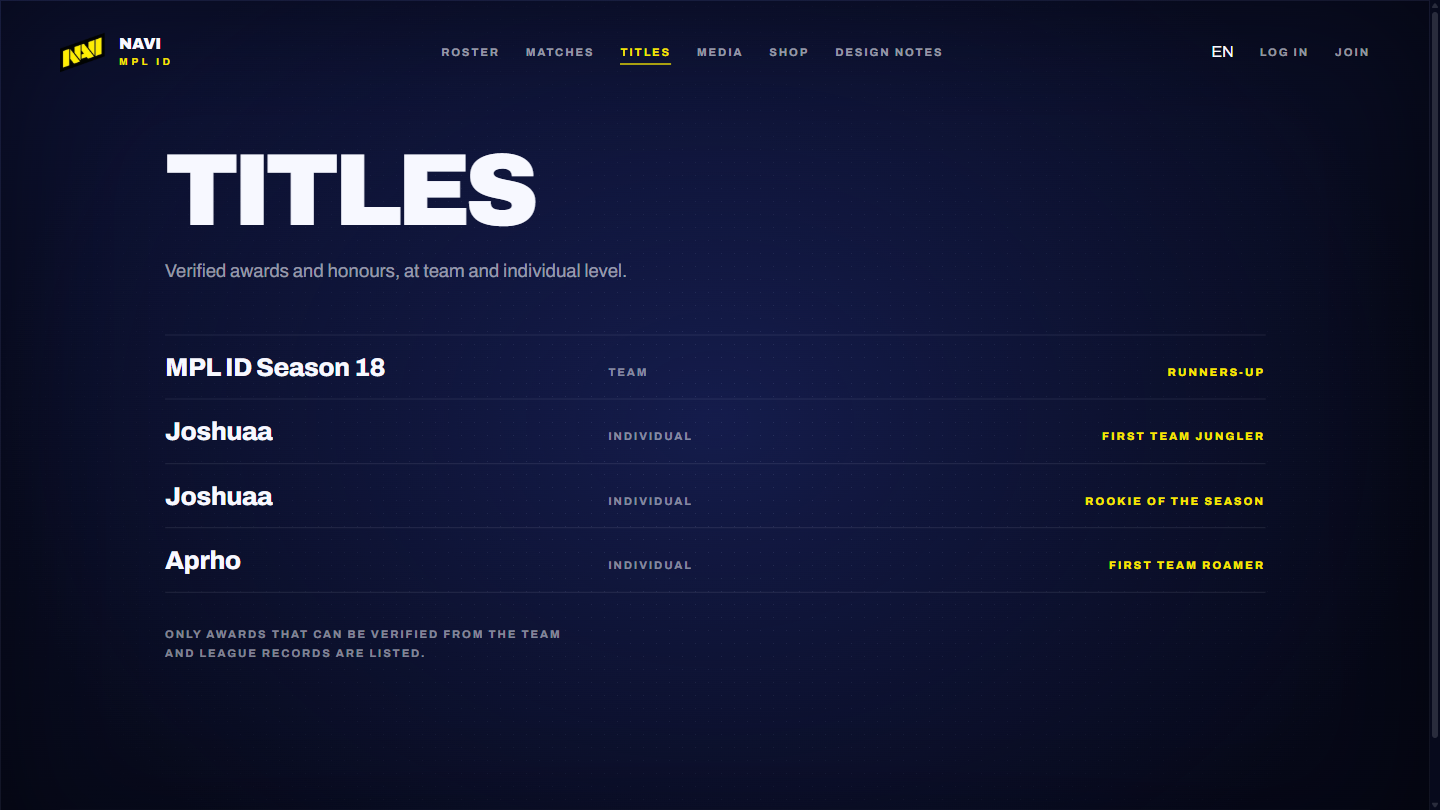 NAVI
NAVI
MPL ID
ROSTER MATCHES TITLES MEDIA SHOP DESIGN NOTES
EN LOG IN JOIN
TITLES
Verified awards and honours, at team and individual level.
MPL ID Season 18 TEAM RUNNERS-UP
Joshuaa INDIVIDUAL FIRST TEAM JUNGLER
Joshuaa INDIVIDUAL ROOKIE OF THE SEASON
Aprho INDIVIDUAL FIRST TEAM ROAMER
ONLY AWARDS THAT CAN BE VERIFIED FROM THE TEAM
AND LEAGUE RECORDS ARE LISTED.